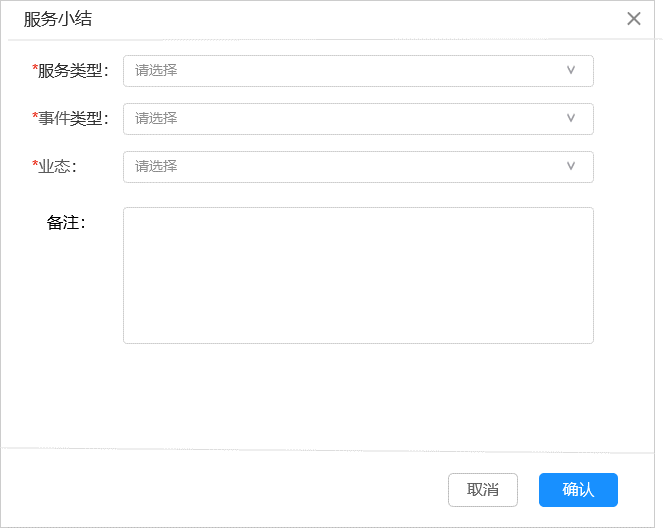 服务小结
*服务类型： 请选择
*事件类型： 请选择
*业态： 请选择
备注：
取消 确认